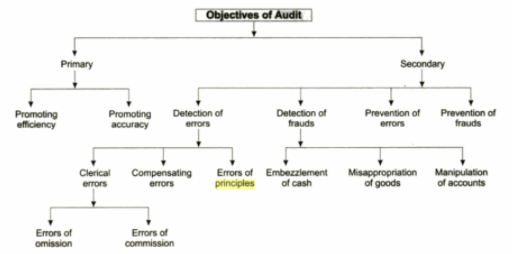 Objectives of Audit
Primary
Secondary
Promoting
efficiency
Promoting
accuracy
Detection of
errors
Detection of
frauds
Prevention of
errors
Prevention of
frauds
Clerical
errors
Compensating
errors
Errors of
principles
Embezzlement
of cash
Misappropriation
of goods
Manipulation
of accounts
Errors of
omission
Errors of
commission